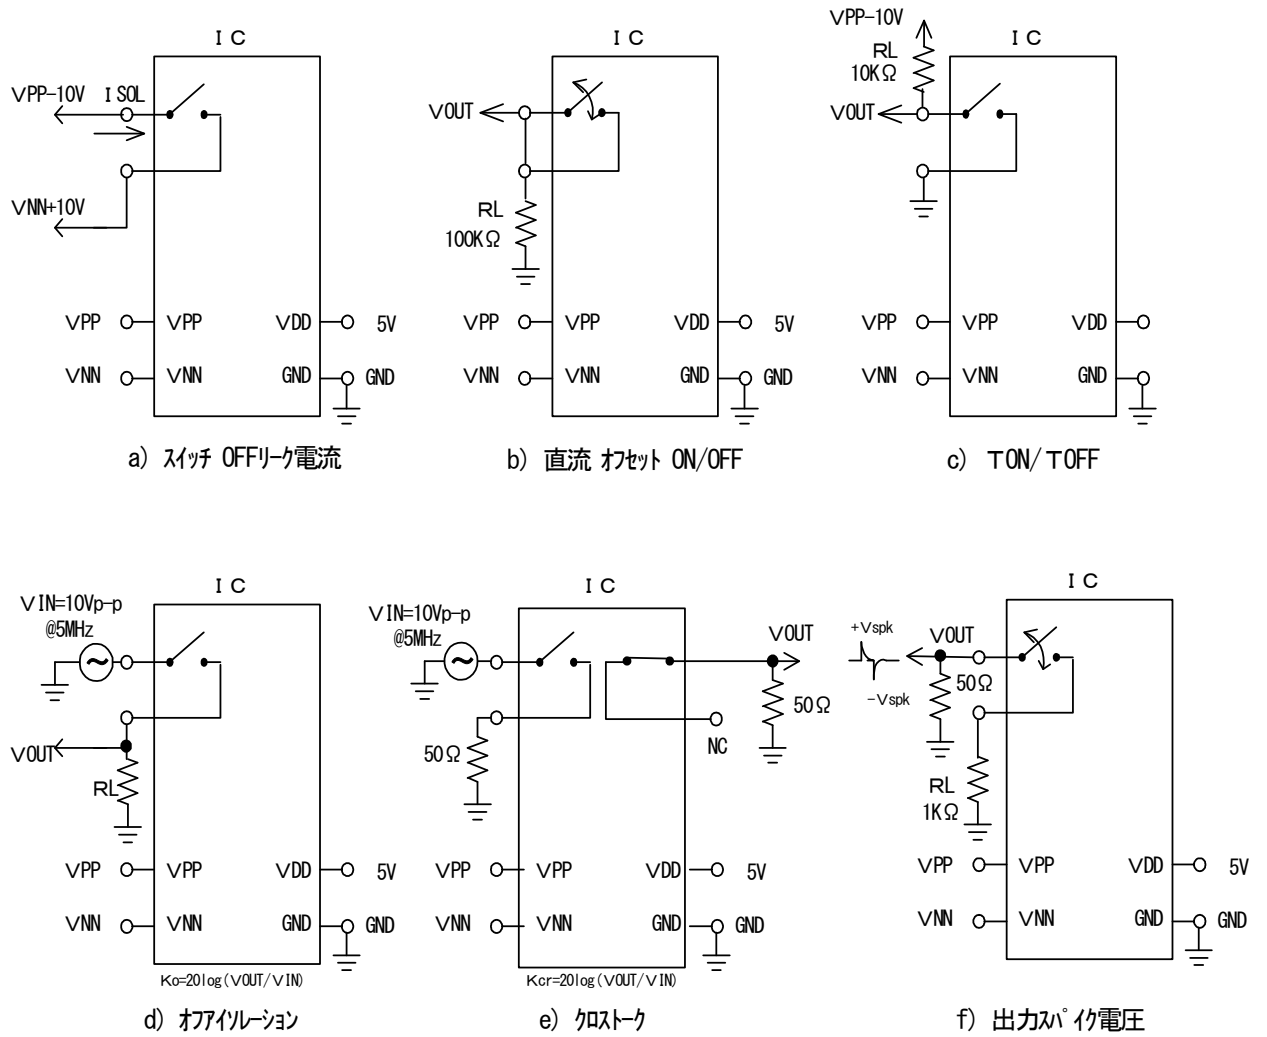 IC
VPP-10V
ISOL
VNN+10V
VPP
VPP
VDD
5V
VNN
VNN
GND
GND
a) スイッチ OFFリーク電流
IC
VOUT
RL
100KΩ
VPP
VPP
VDD
5V
VNN
VNN
GND
GND
b) 直流 オフセット ON/OFF
VPP-10V
RL
10KΩ
IC
VOUT
VPP
VPP
VDD
VNN
VNN
GND
c) TON/TOFF
IC
VIN=10Vp-p
@5MHz
VOUT
RL
VPP
VPP
VDD
5V
VNN
VNN
GND
GND
Ko=20log(VOUT/VIN)
d) オフアイソレーション
IC
VIN=10Vp-p
@5MHz
VOUT
50Ω
50Ω
NC
VPP
VPP
VDD
5V
VNN
VNN
GND
GND
Kcr=20log(VOUT/VIN)
e) クロストーク
IC
+Vspk
VOUT
50Ω
-Vspk
RL
1KΩ
VPP
VPP
VDD
5V
VNN
VNN
GND
GND
f) 出力スパイク電圧